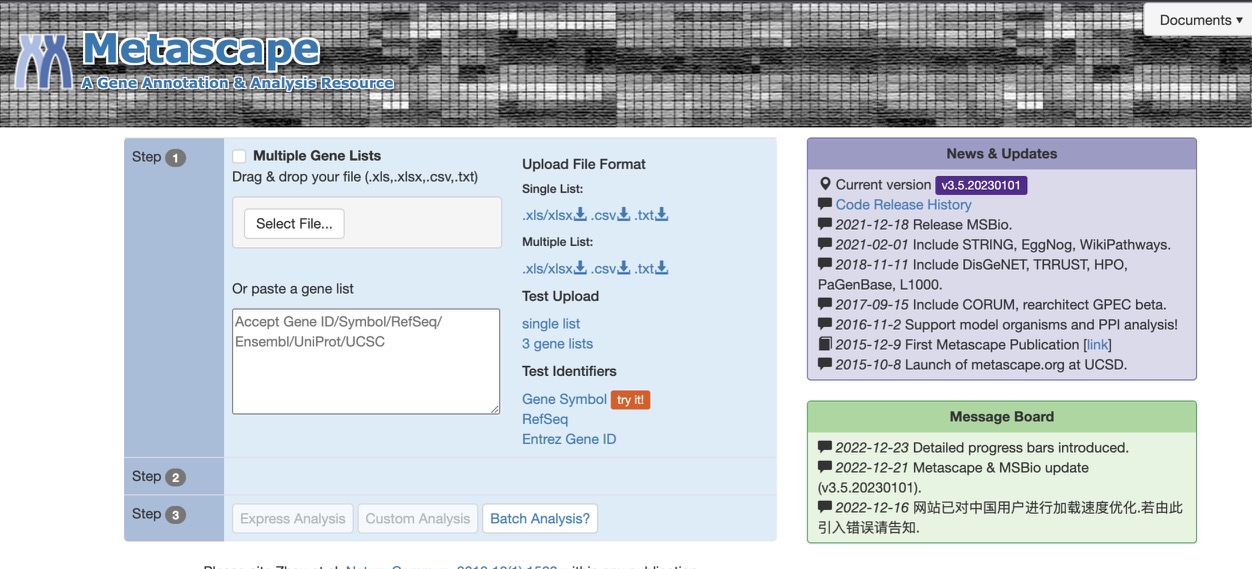 Documents ▾
Metascape
A Gene Annotation & Analysis Resource
Step 1
Multiple Gene Lists
Drag & drop your file (.xls,.xlsx,.csv,.txt)
Select File...
Or paste a gene list
Accept Gene ID/Symbol/RefSeq/
Ensembl/UniProt/UCSC
Upload File Format
Single List:
.xls/xlsx .csv .txt
Multiple List:
.xls/xlsx .csv .txt
Test Upload
single list
3 gene lists
Test Identifiers
Gene Symbol try it!
RefSeq
Entrez Gene ID
Step 2
Step 3
Express Analysis Custom Analysis Batch Analysis?
News & Updates
Current version v3.5.20230101
Code Release History
2021-12-18 Release MSBio.
2021-02-01 Include STRING, EggNog, WikiPathways.
2018-11-11 Include DisGeNET, TRRUST, HPO,
PaGenBase, L1000.
2017-09-15 Include CORUM, rearchitect GPEC beta.
2016-11-2 Support model organisms and PPI analysis!
2015-12-9 First Metascape Publication [link]
2015-10-8 Launch of metascape.org at UCSD.
Message Board
2022-12-23 Detailed progress bars introduced.
2022-12-21 Metascape & MSBio update
(v3.5.20230101).
2022-12-16 网站已对中国用户进行加载速度优化.若由此
引入错误请告知.